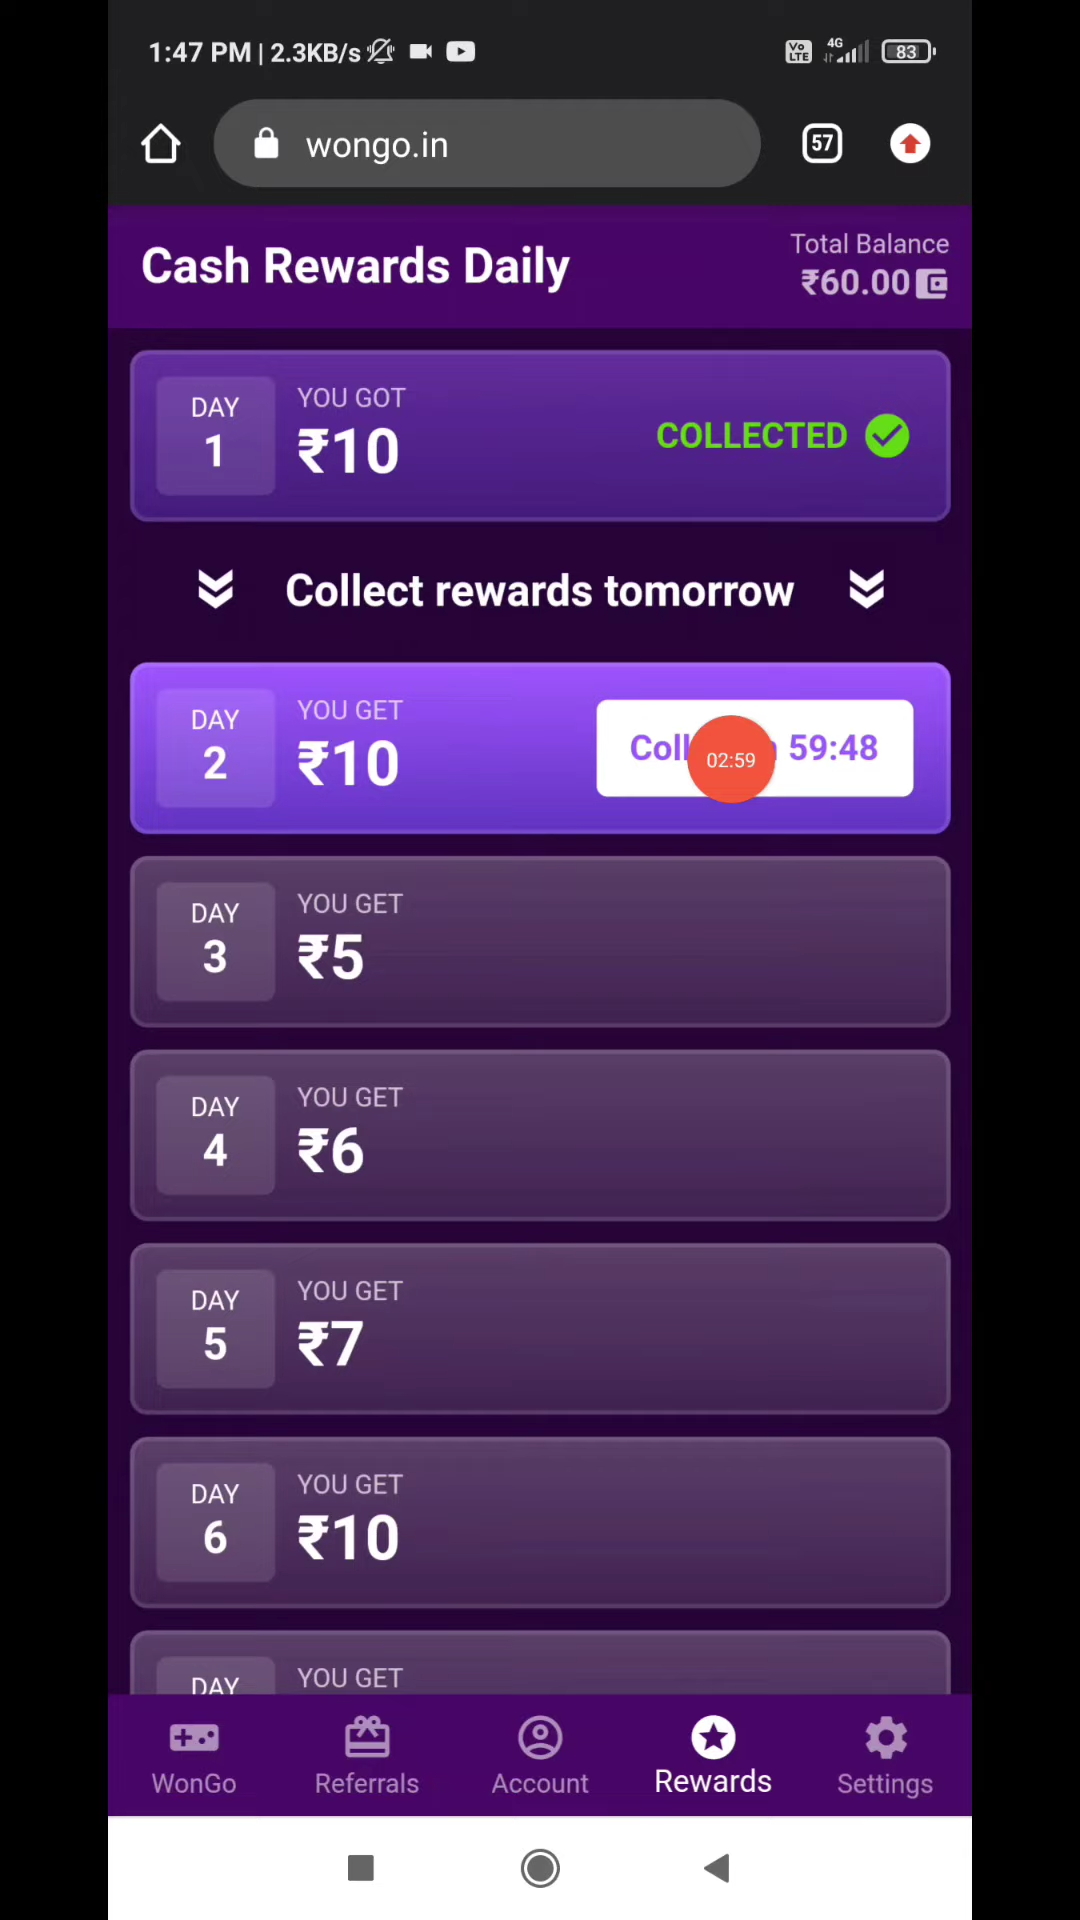 1:47 PM | 2.3KB/s
Vo LTE 4G 83
wongo.in
57
Cash Rewards Daily
Total Balance
₹60.00
DAY
1
YOU GOT
₹10
COLLECTED
Collect rewards tomorrow
DAY
2
YOU GET
₹10
59:48
02:59
DAY
3
YOU GET
₹5
DAY
4
YOU GET
₹6
DAY
5
YOU GET
₹7
DAY
6
YOU GET
₹10
DAY
YOU GET
WonGo
Referrals
Account
Rewards
Settings